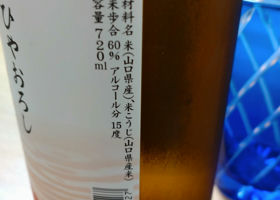 材料名 米(山口県産)、米こうじ(山口県産米)
米歩合 60% アルコール分 15度
容量 720ml
ひやおろし